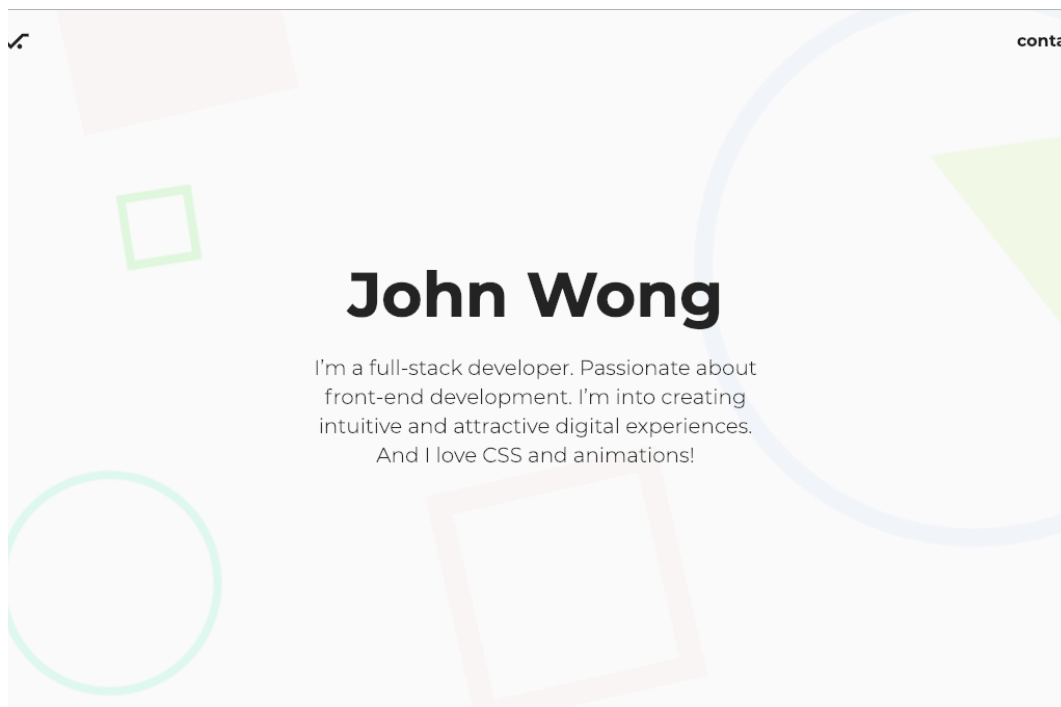 conta
John Wong
I’m a full-stack developer. Passionate about
front-end development. I’m into creating
intuitive and attractive digital experiences.
And I love CSS and animations!